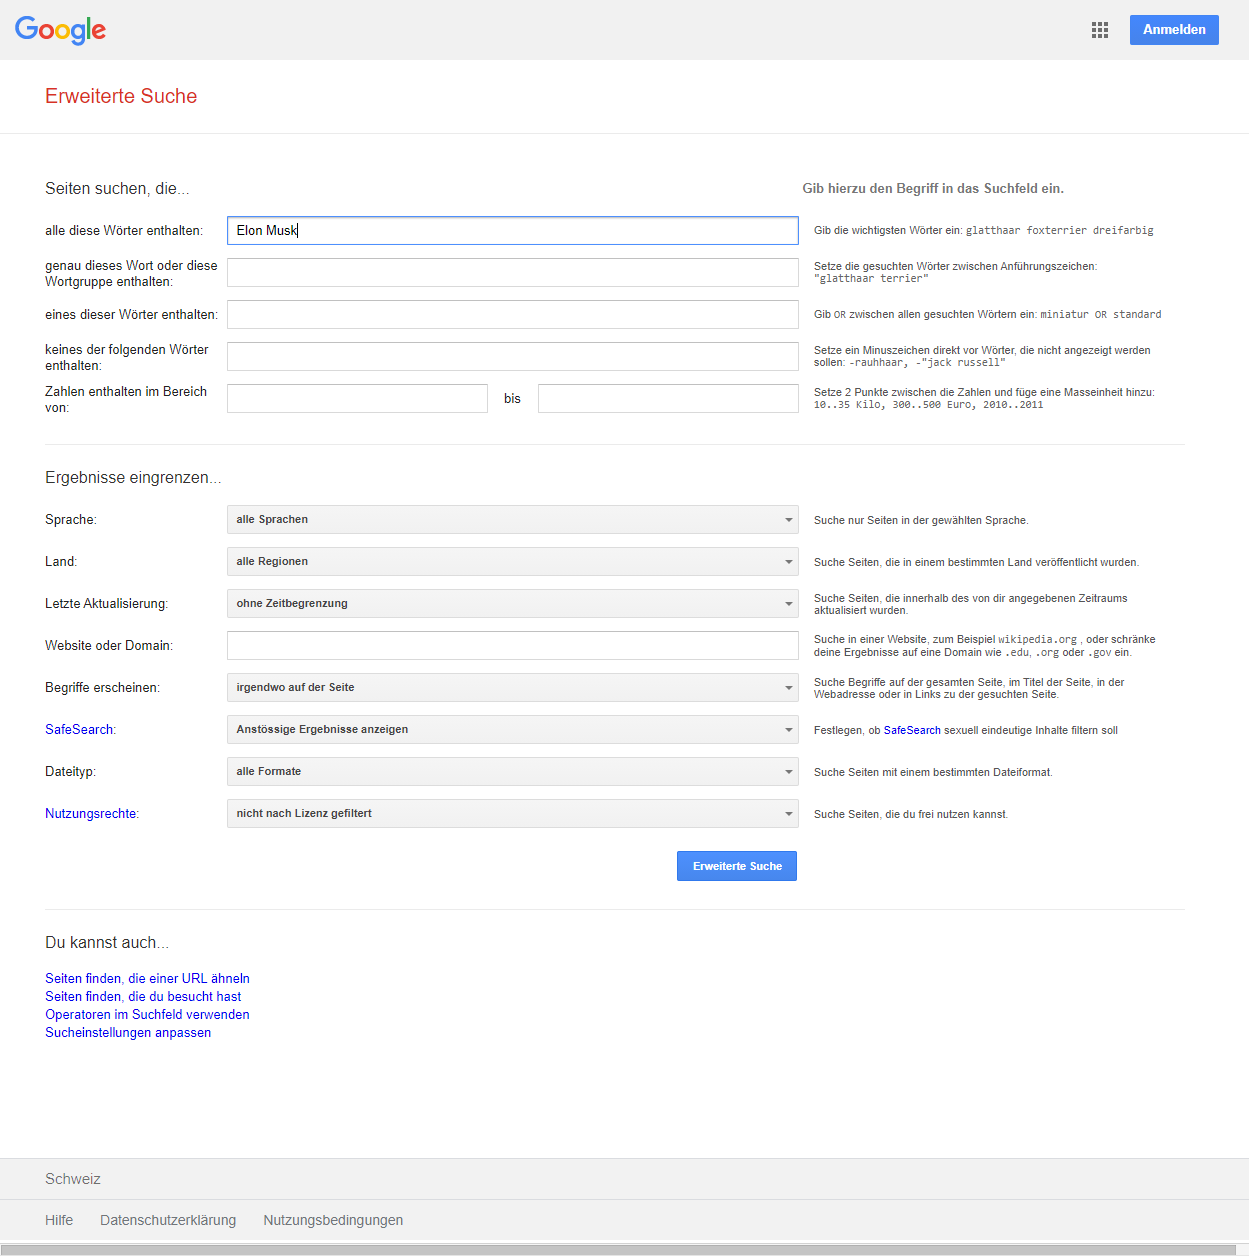 Google
Anmelden
Erweiterte Suche
Seiten suchen, die...
Gib hierzu den Begriff in das Suchfeld ein.
alle diese Wörter enthalten:
Elon Musk
Gib die wichtigsten Wörter ein: glatthaar foxterrier dreifarbig
genau dieses Wort oder diese
Wortgruppe enthalten:
Setze die gesuchten Wörter zwischen Anführungszeichen:
"glatthaar terrier"
eines dieser Wörter enthalten:
Gib OR zwischen allen gesuchten Wörtern ein: miniatur OR standard
keines der folgenden Wörter
enthalten:
Setze ein Minuszeichen direkt vor Wörter, die nicht angezeigt werden
sollen: -rauhhaar, -"jack russell"
Zahlen enthalten im Bereich
von:
bis
Setze 2 Punkte zwischen die Zahlen und füge eine Masseinheit hinzu:
10..35 Kilo, 300..500 Euro, 2010..2011
Ergebnisse eingrenzen...
Sprache:
alle Sprachen
Suche nur Seiten in der gewählten Sprache.
Land:
alle Regionen
Suche Seiten, die in einem bestimmten Land veröffentlicht wurden.
Letzte Aktualisierung:
ohne Zeitbegrenzung
Suche Seiten, die innerhalb des von dir angegebenen Zeitraums
aktualisiert wurden.
Website oder Domain:
Suche in einer Website, zum Beispiel wikipedia.org , oder schränke
deine Ergebnisse auf eine Domain wie .edu, .org oder .gov ein.
Begriffe erscheinen:
irgendwo auf der Seite
Suche Begriffe auf der gesamten Seite, im Titel der Seite, in der
Webadresse oder in Links zu der gesuchten Seite.
SafeSearch:
Anstössige Ergebnisse anzeigen
Festlegen, ob SafeSearch sexuell eindeutige Inhalte filtern soll
Dateityp:
alle Formate
Suche Seiten mit einem bestimmten Dateiformat.
Nutzungsrechte:
nicht nach Lizenz gefiltert
Suche Seiten, die du frei nutzen kannst.
Erweiterte Suche
Du kannst auch...
Seiten finden, die einer URL ähneln
Seiten finden, die du besucht hast
Operatoren im Suchfeld verwenden
Sucheinstellungen anpassen
Schweiz
Hilfe
Datenschutzerklärung
Nutzungsbedingungen